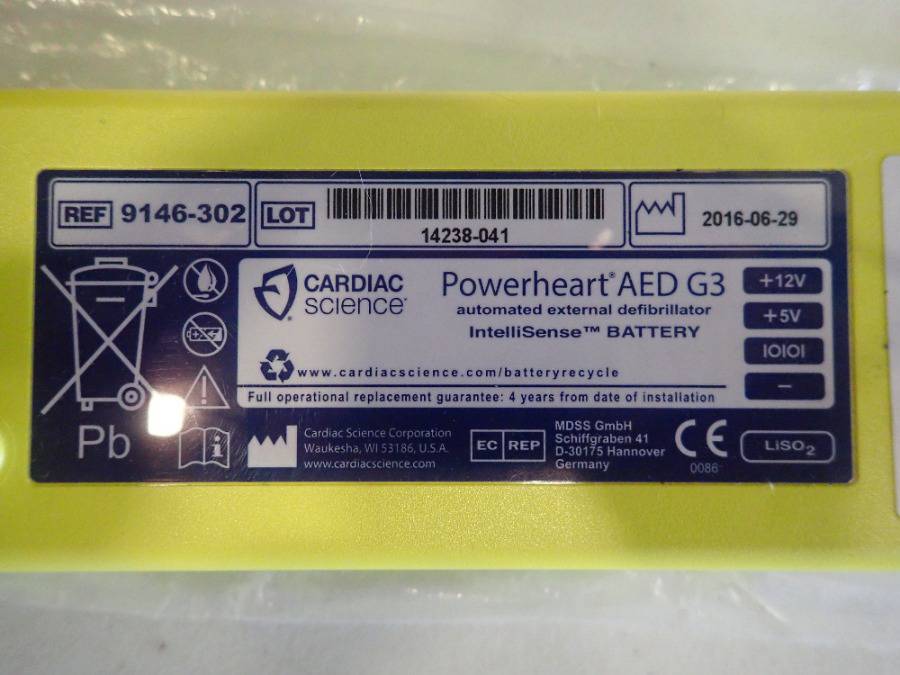 REF 9146-302
LOT 14238-041
2016-06-29
CARDIAC
SCIENCE®
Powerheart® AED G3
automated external defibrillator
IntelliSense™ BATTERY
www.cardiacscience.com/batteryrecycle
Full operational replacement guarantee: 4 years from date of installation
+12V
+5V
IOIOI
−
Pb
Cardiac Science Corporation
Waukesha, WI 53186, U.S.A.
www.cardiacscience.com
EC REP
MDSS GmbH
Schiffgraben 41
D-30175 Hannover
Germany
CE
0086
LiSO₂